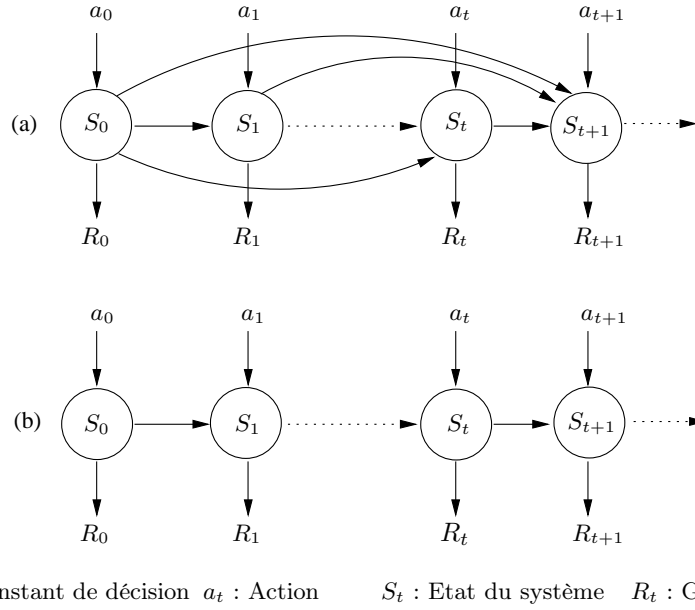 a_0 a_1 a_t a_{t+1}
(a) S_0 S_1 S_t S_{t+1}
R_0 R_1 R_t R_{t+1}
a_0 a_1 a_t a_{t+1}
(b) S_0 S_1 S_t S_{t+1}
R_0 R_1 R_t R_{t+1}
nstant de décision a_t : Action S_t : Etat du système R_t :